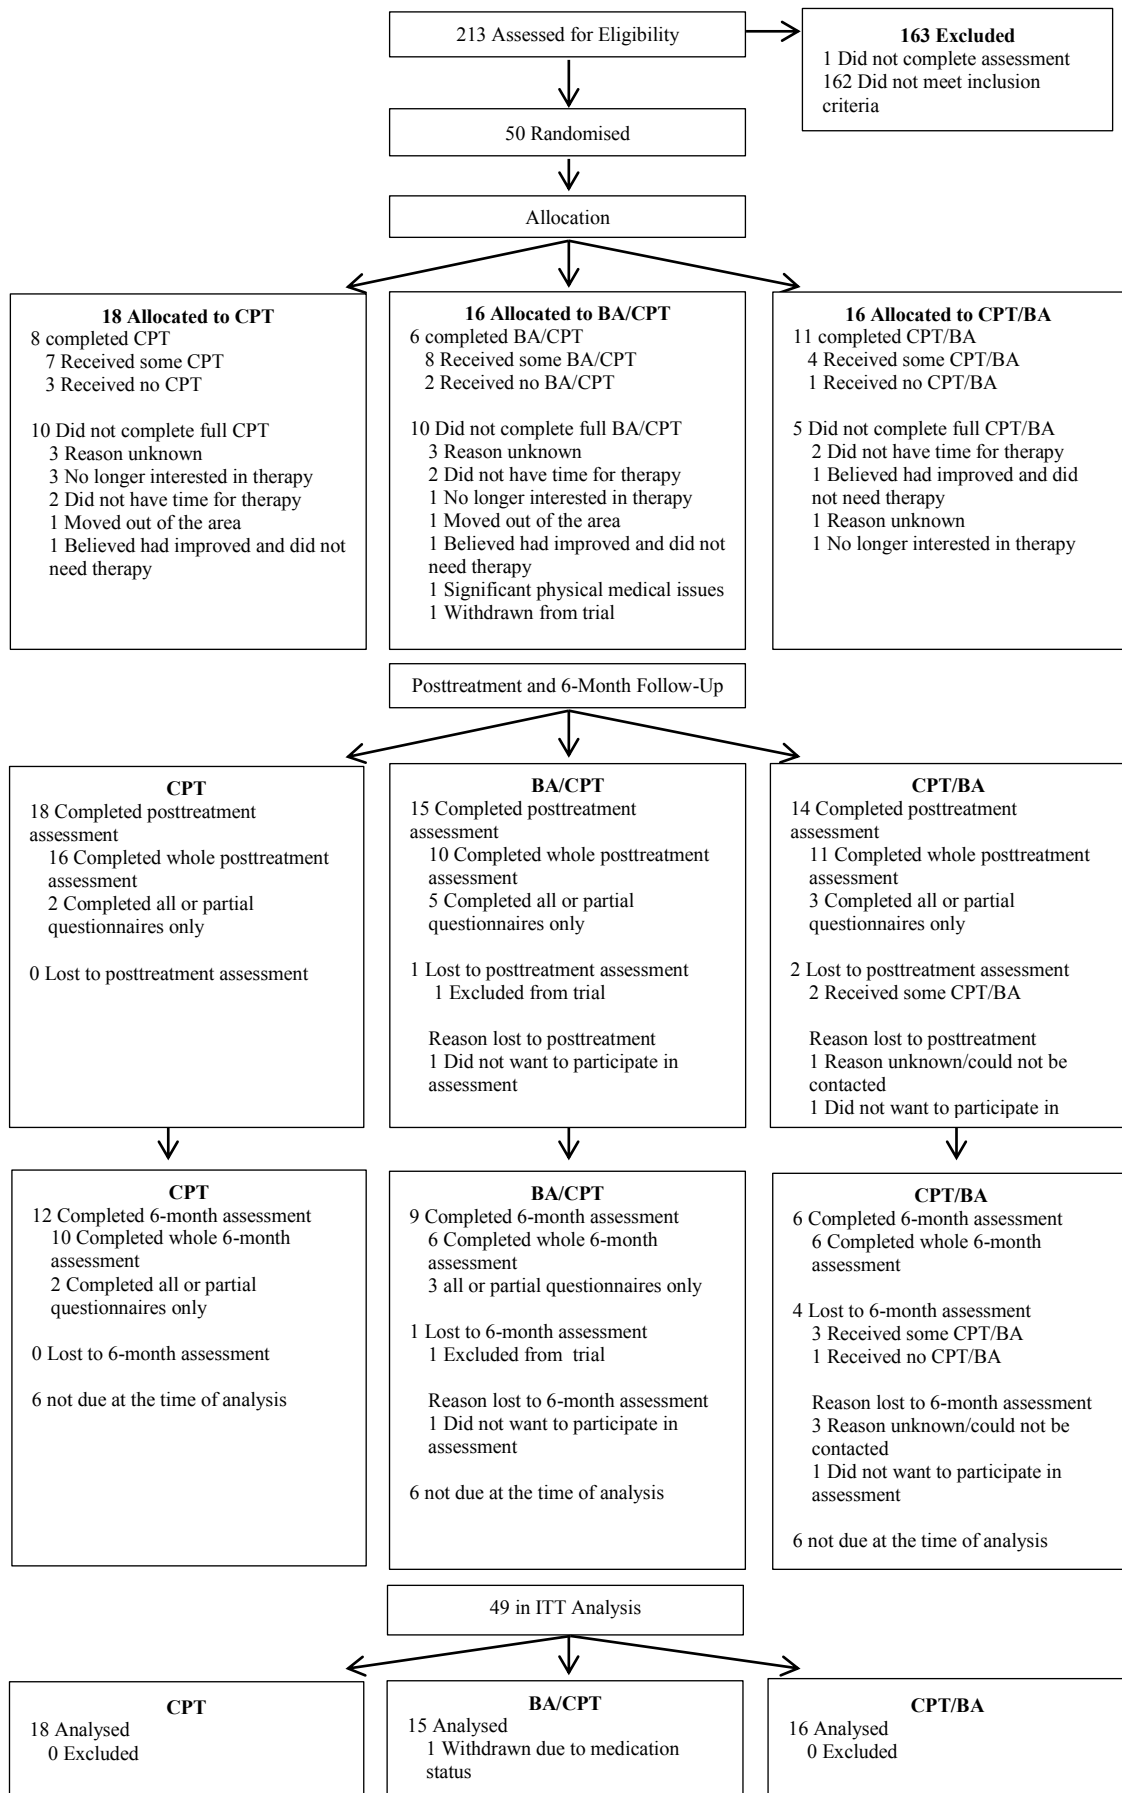 213 Assessed for Eligibility
163 Excluded
1 Did not complete assessment
162 Did not meet inclusion
criteria
50 Randomised
Allocation
18 Allocated to CPT
8 completed CPT
7 Received some CPT
3 Received no CPT
10 Did not complete full CPT
3 Reason unknown
3 No longer interested in therapy
2 Did not have time for therapy
1 Moved out of the area
1 Believed had improved and did not
need therapy
16 Allocated to BA/CPT
6 completed BA/CPT
8 Received some BA/CPT
2 Received no BA/CPT
10 Did not complete full BA/CPT
3 Reason unknown
2 Did not have time for therapy
1 No longer interested in therapy
1 Moved out of the area
1 Believed had improved and did not
need therapy
1 Significant physical medical issues
1 Withdrawn from trial
16 Allocated to CPT/BA
11 completed CPT/BA
4 Received some CPT/BA
1 Received no CPT/BA
5 Did not complete full CPT/BA
2 Did not have time for therapy
1 Believed had improved and did
not need therapy
1 Reason unknown
1 No longer interested in therapy
Posttreatment and 6-Month Follow-Up
CPT
18 Completed posttreatment
assessment
16 Completed whole posttreatment
assessment
2 Completed all or partial
questionnaires only
0 Lost to posttreatment assessment
BA/CPT
15 Completed posttreatment
assessment
10 Completed whole posttreatment
assessment
5 Completed all or partial
questionnaires only
1 Lost to posttreatment assessment
1 Excluded from trial
Reason lost to posttreatment
1 Did not want to participate in
assessment
CPT/BA
14 Completed posttreatment
assessment
11 Completed whole posttreatment
assessment
3 Completed all or partial
questionnaires only
2 Lost to posttreatment assessment
2 Received some CPT/BA
Reason lost to posttreatment
1 Reason unknown/could not be
contacted
1 Did not want to participate in
CPT
12 Completed 6-month assessment
10 Completed whole 6-month
assessment
2 Completed all or partial
questionnaires only
0 Lost to 6-month assessment
6 not due at the time of analysis
BA/CPT
9 Completed 6-month assessment
6 Completed whole 6-month
assessment
3 all or partial questionnaires only
1 Lost to 6-month assessment
1 Excluded from trial
Reason lost to 6-month assessment
1 Did not want to participate in
assessment
6 not due at the time of analysis
CPT/BA
6 Completed 6-month assessment
6 Completed whole 6-month
assessment
4 Lost to 6-month assessment
3 Received some CPT/BA
1 Received no CPT/BA
Reason lost to 6-month assessment
3 Reason unknown/could not be
contacted
1 Did not want to participate in
assessment
6 not due at the time of analysis
49 in ITT Analysis
CPT
18 Analysed
0 Excluded
BA/CPT
15 Analysed
1 Withdrawn due to medication
status
CPT/BA
16 Analysed
0 Excluded